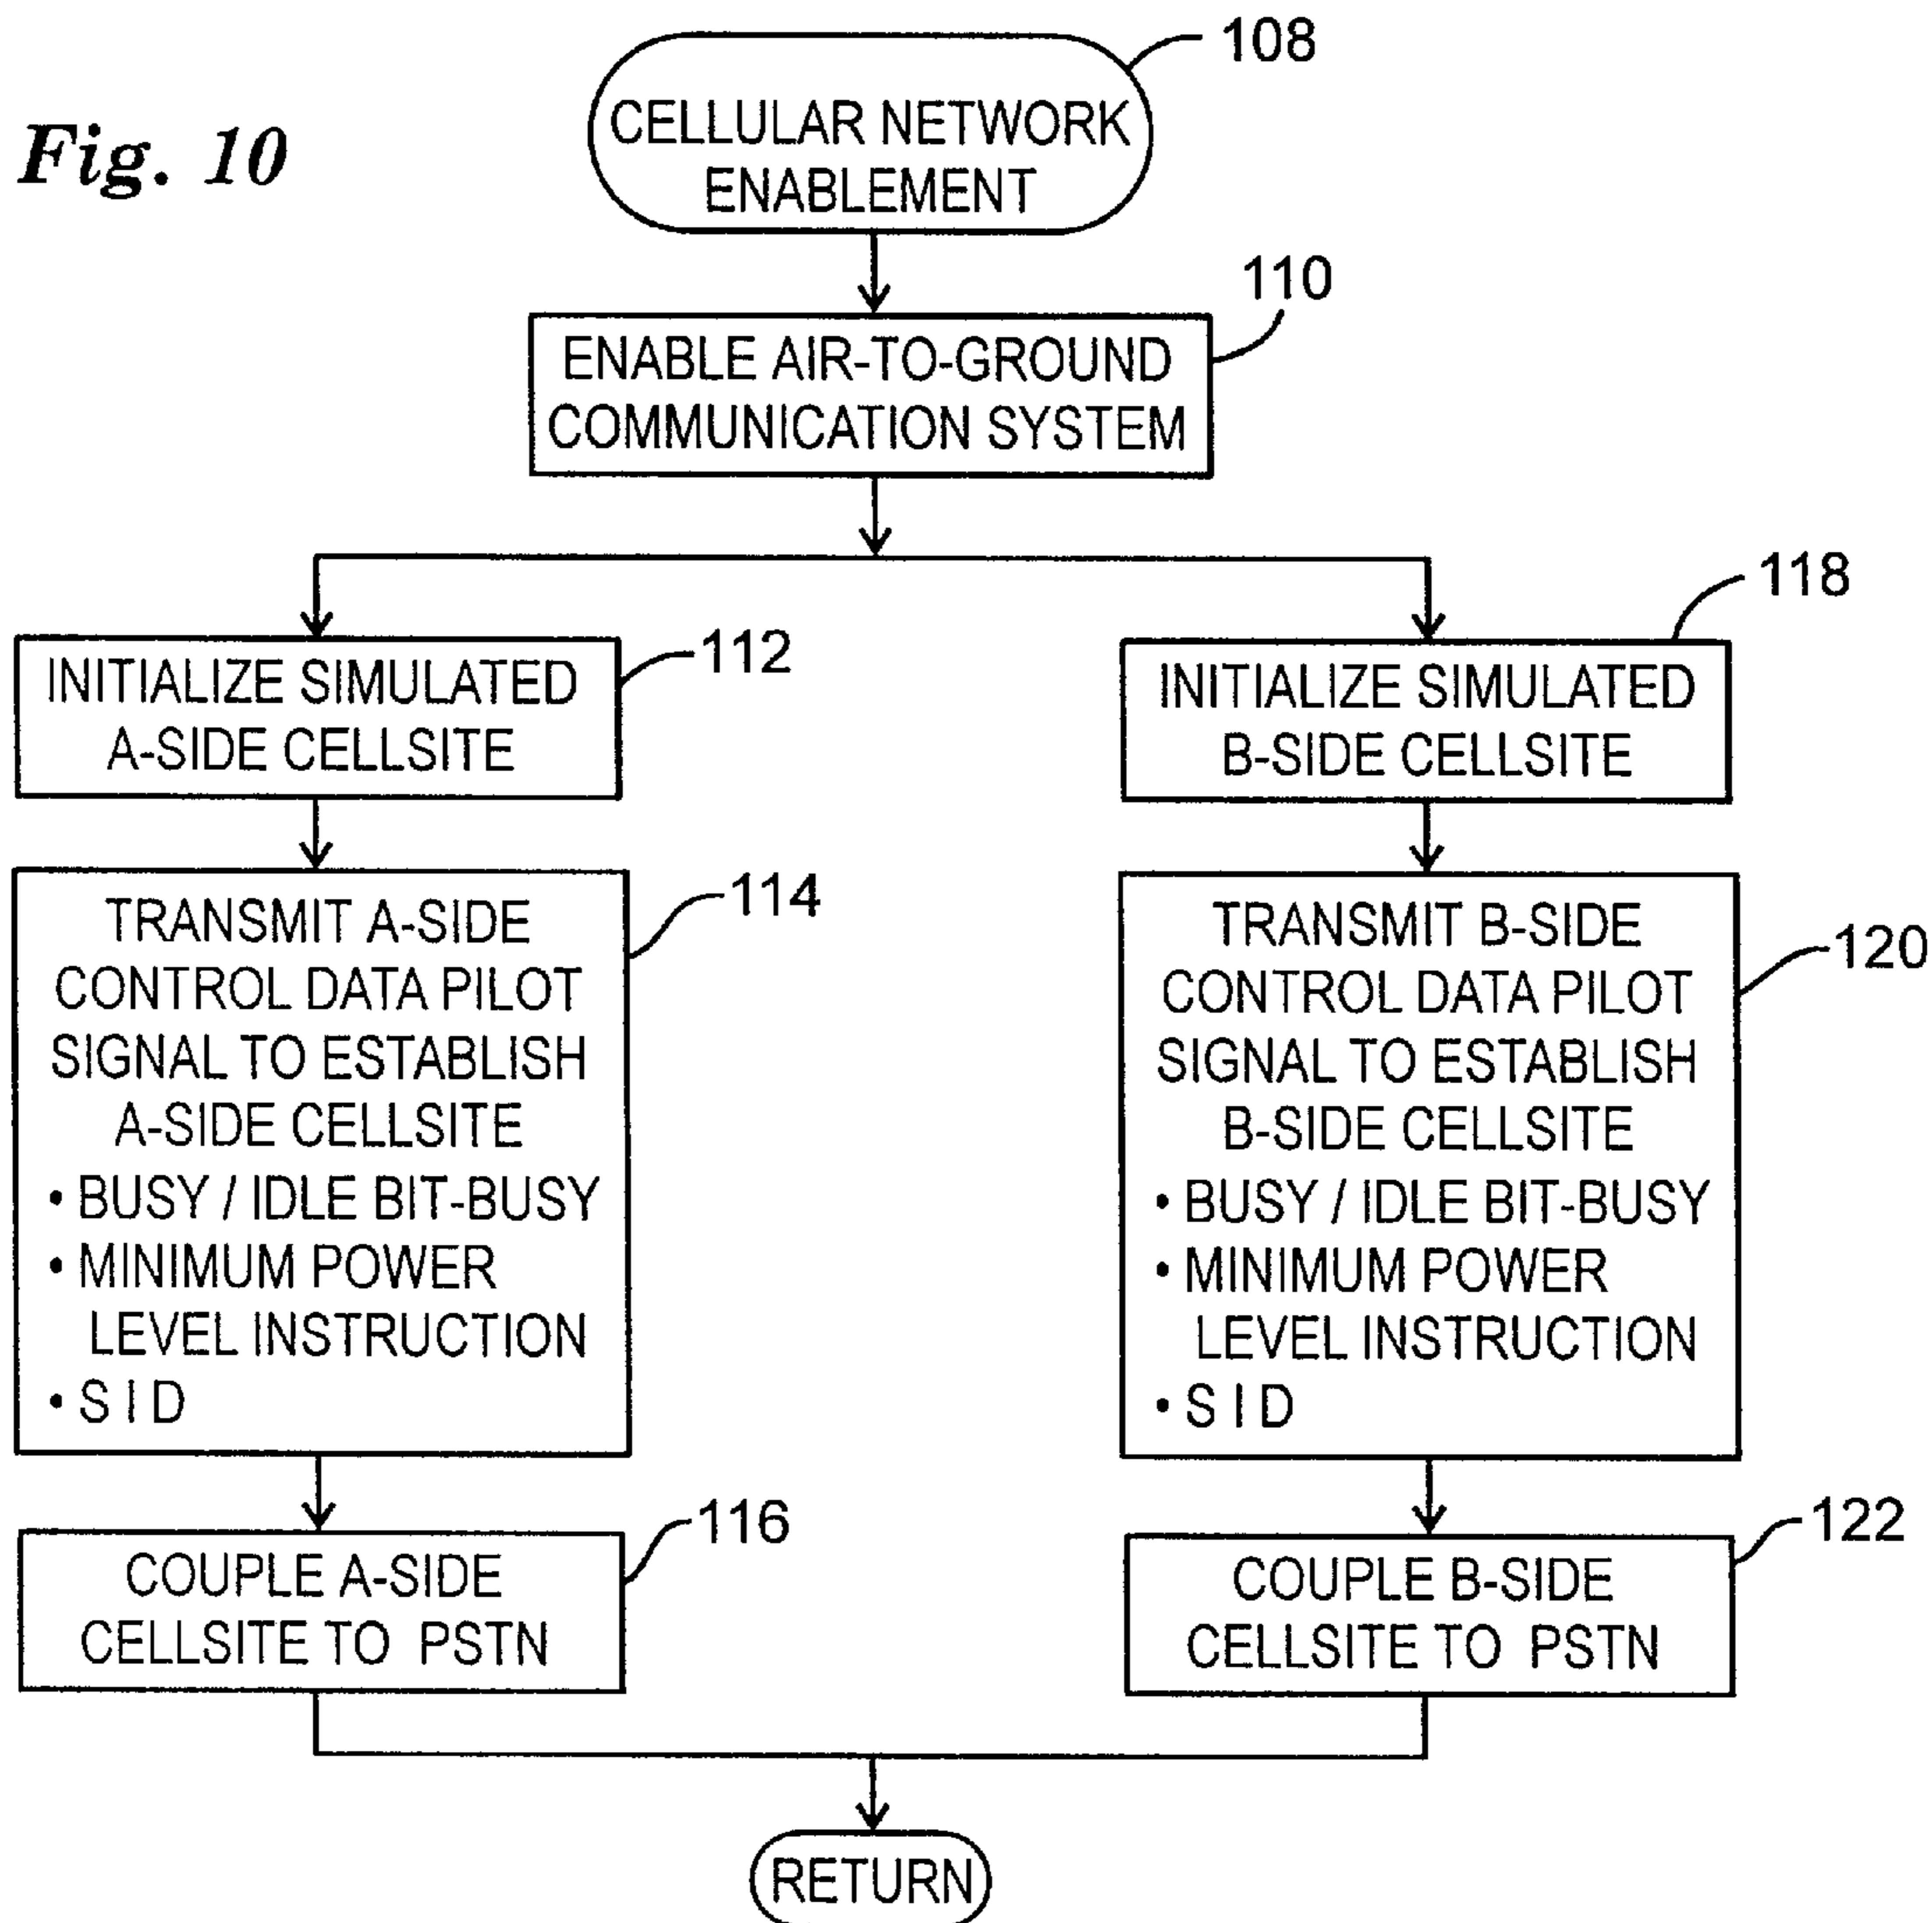 Fig. 10
108
CELLULAR NETWORK
ENABLEMENT
110
ENABLE AIR-TO-GROUND
COMMUNICATION SYSTEM
112
INITIALIZE SIMULATED
A-SIDE CELLSITE
114
TRANSMIT A-SIDE
CONTROL DATA PILOT
SIGNAL TO ESTABLISH
A-SIDE CELLSITE
• BUSY / IDLE BIT-BUSY
• MINIMUM POWER
LEVEL INSTRUCTION
• S I D
116
COUPLE A-SIDE
CELLSITE TO PSTN
118
INITIALIZE SIMULATED
B-SIDE CELLSITE
120
TRANSMIT B-SIDE
CONTROL DATA PILOT
SIGNAL TO ESTABLISH
B-SIDE CELLSITE
• BUSY / IDLE BIT-BUSY
• MINIMUM POWER
LEVEL INSTRUCTION
• S I D
122
COUPLE B-SIDE
CELLSITE TO PSTN
RETURN